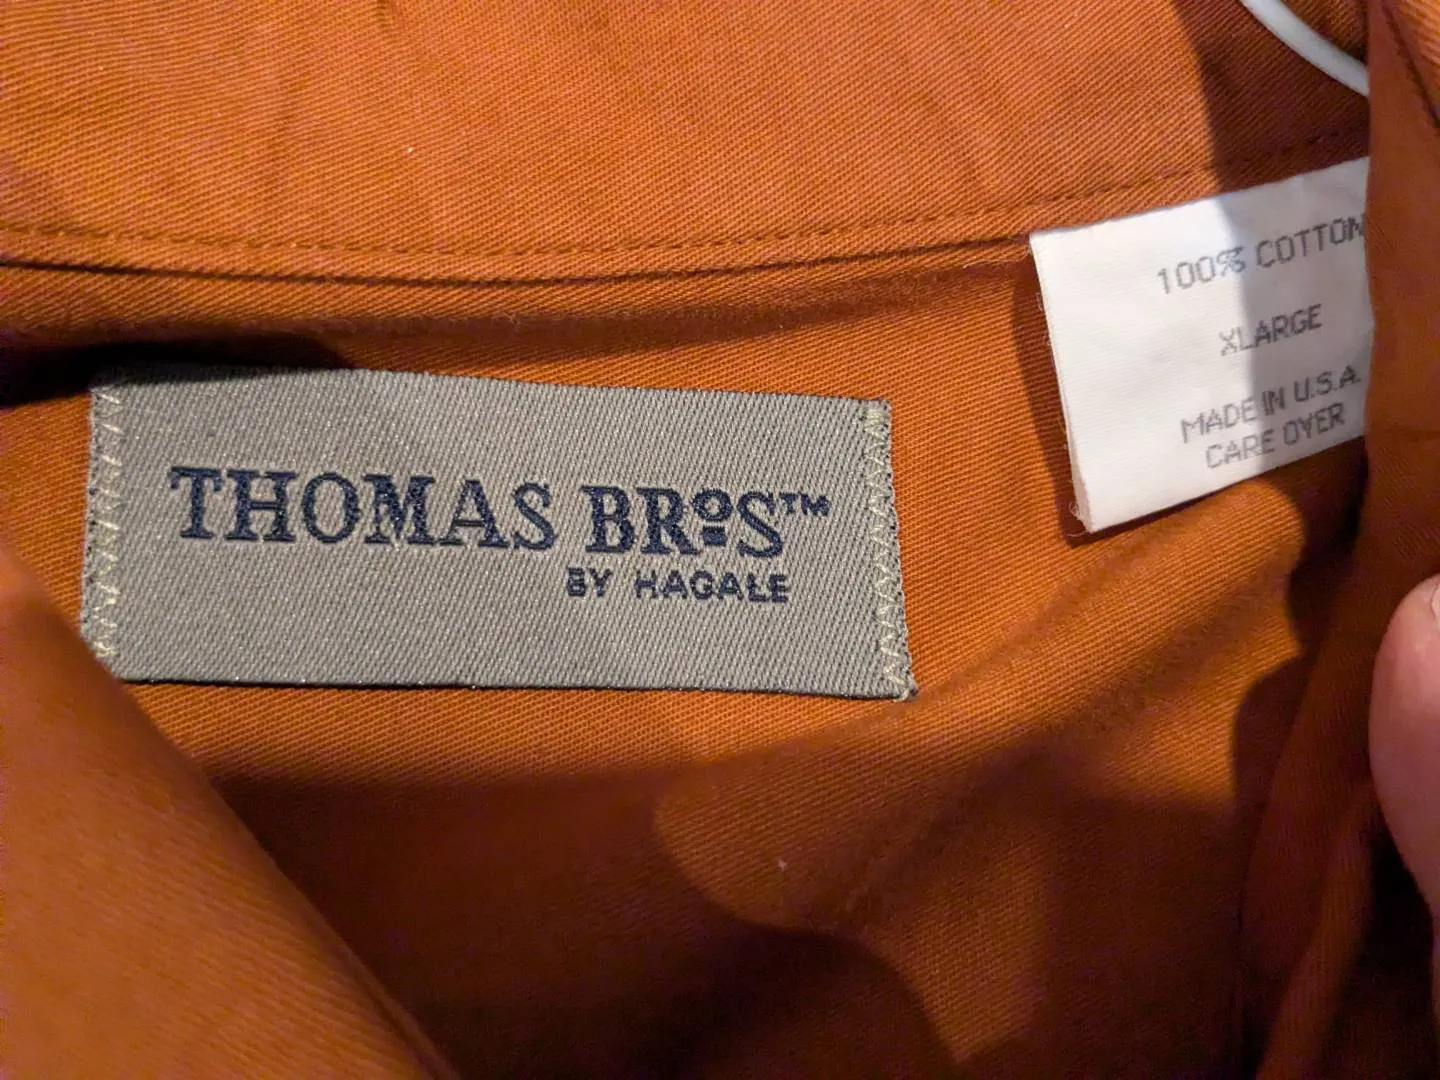 THOMAS BROS™
BY HAGALE
100% COTTON
XLARGE
MADE IN U.S.A.
CARE OVER